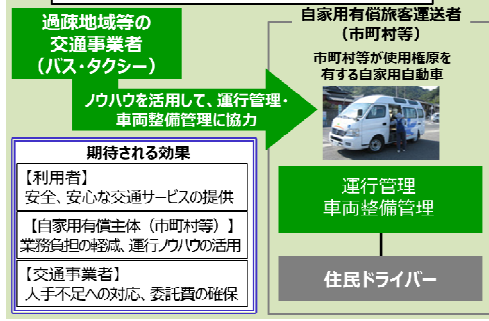 過疎地域等の
交通事業者
（バス・タクシー）
ノウハウを活用して、運行管理・
車両整備管理に協力
自家用有償旅客運送者
（市町村等）
市町村等が使用権原を
有する自家用自動車
運行管理
車両整備管理
住民ドライバー
期待される効果
【利用者】
安全、安心な交通サービスの提供
【自家用有償主体（市町村等）】
業務負担の軽減、運行ノウハウの活用
【交通事業者】
人手不足への対応、委託費の確保